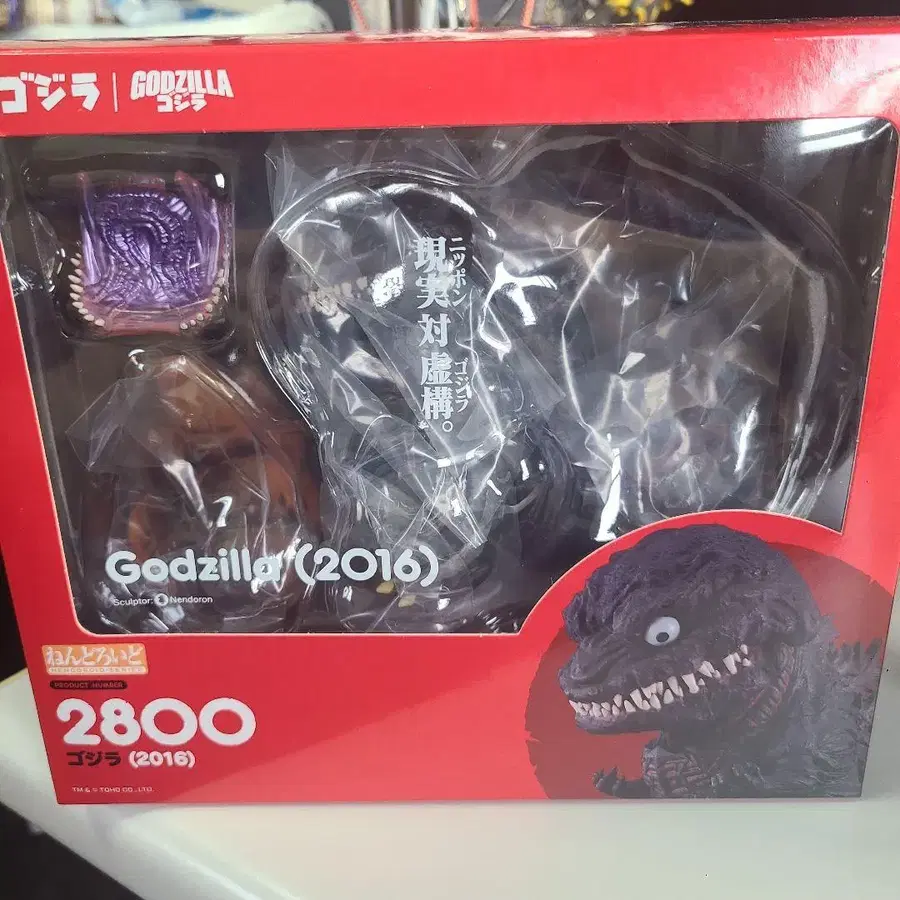 ゴジラ
GODZILLA
ゴジラ
ニッポン
現実対虚構。
ゴジラ
Godzilla (2016)
Sculptor: Nendoron
ねんどろいど
NENDOROID SERIES
PRODUCT NUMBER
2800
ゴジラ (2016)
TM & © TOHO CO., LTD.